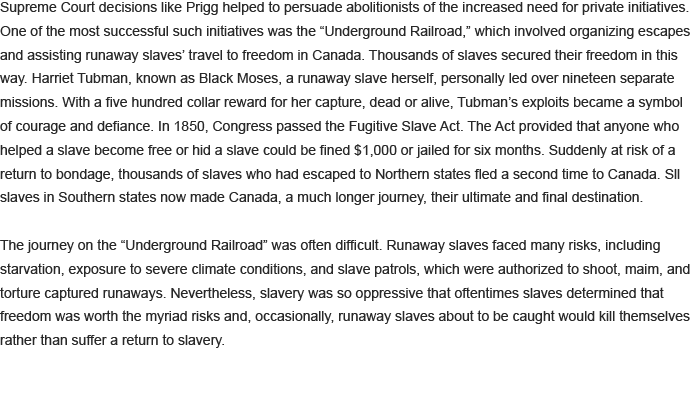 Supreme Court decisions like Prigg helped to persuade abolitionists of the increased need for private initiatives.
One of the most successful such initiatives was the “Underground Railroad,” which involved organizing escapes
and assisting runaway slaves’ travel to freedom in Canada. Thousands of slaves secured their freedom in this
way. Harriet Tubman, known as Black Moses, a runaway slave herself, personally led over nineteen separate
missions. With a five hundred collar reward for her capture, dead or alive, Tubman’s exploits became a symbol
of courage and defiance. In 1850, Congress passed the Fugitive Slave Act. The Act provided that anyone who
helped a slave become free or hid a slave could be fined $1,000 or jailed for six months. Suddenly at risk of a
return to bondage, thousands of slaves who had escaped to Northern states fled a second time to Canada. Sll
slaves in Southern states now made Canada, a much longer journey, their ultimate and final destination.

The journey on the “Underground Railroad” was often difficult. Runaway slaves faced many risks, including
starvation, exposure to severe climate conditions, and slave patrols, which were authorized to shoot, maim, and
torture captured runaways. Nevertheless, slavery was so oppressive that oftentimes slaves determined that
freedom was worth the myriad risks and, occasionally, runaway slaves about to be caught would kill themselves
rather than suffer a return to slavery.